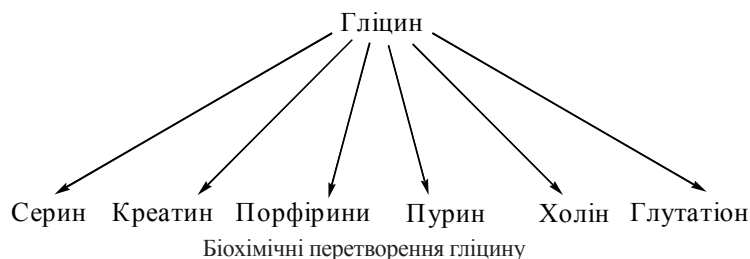 Гліцин
Серин Креатин Порфірини Пурин Холін Глутатіон
Біохімічні перетворення гліцину